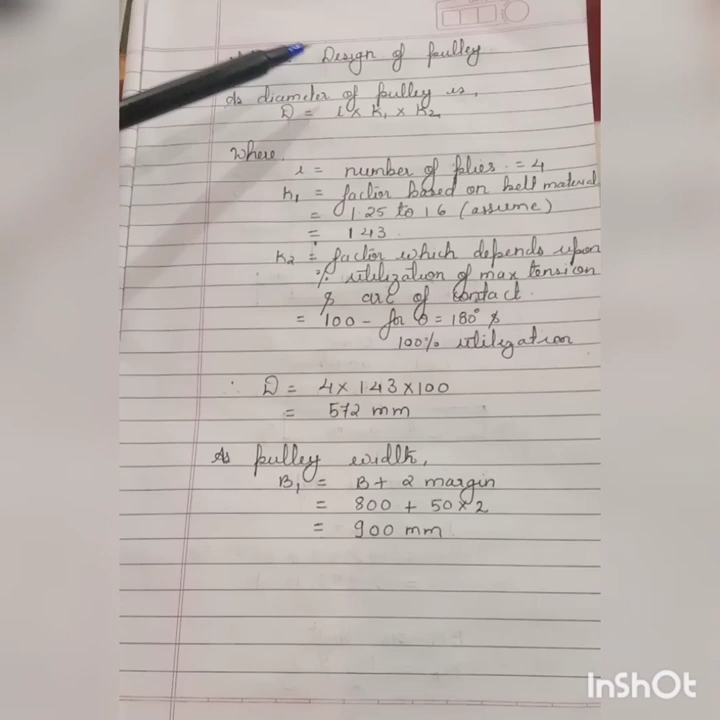 Design of pulley
As diameter of pulley is,
D = i × K1 × K2
Where,
i = number of plies = 4
K1 = factor based on belt material
= 1.25 to 1.6 (assume)
= 1.43
K2 = factor which depends upon
% utilization of max tension
& arc of contact.
= 100 - for θ = 180° &
100% utilization
∴ D = 4 × 1.43 × 100
= 572 mm
As pulley width,
B1 = B + 2 margin
= 800 + 50 × 2
= 900 mm
InShOt